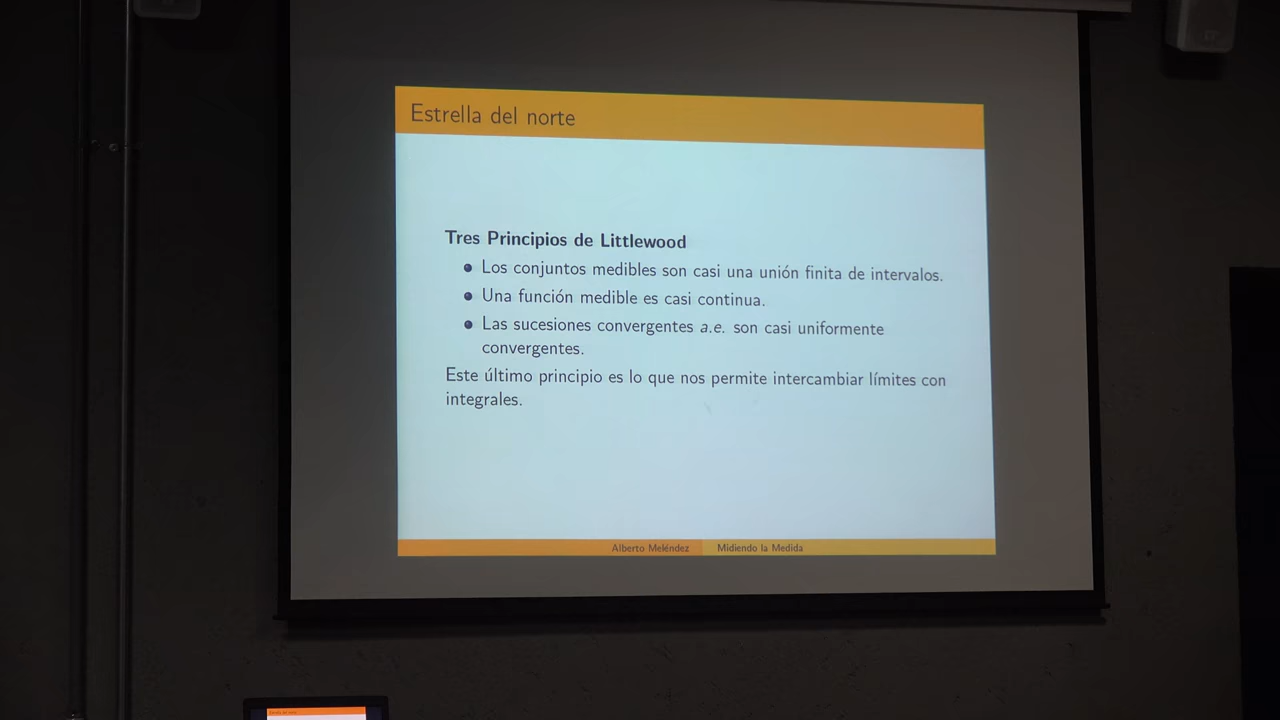 Estrella del norte
Tres Principios de Littlewood
Los conjuntos medibles son casi una unión finita de intervalos.
Una función medible es casi continua.
Las sucesiones convergentes a.e. son casi uniformemente
convergentes.
Este último principio es lo que nos permite intercambiar límites con
integrales.
Alberto Meléndez Midiendo la Medida